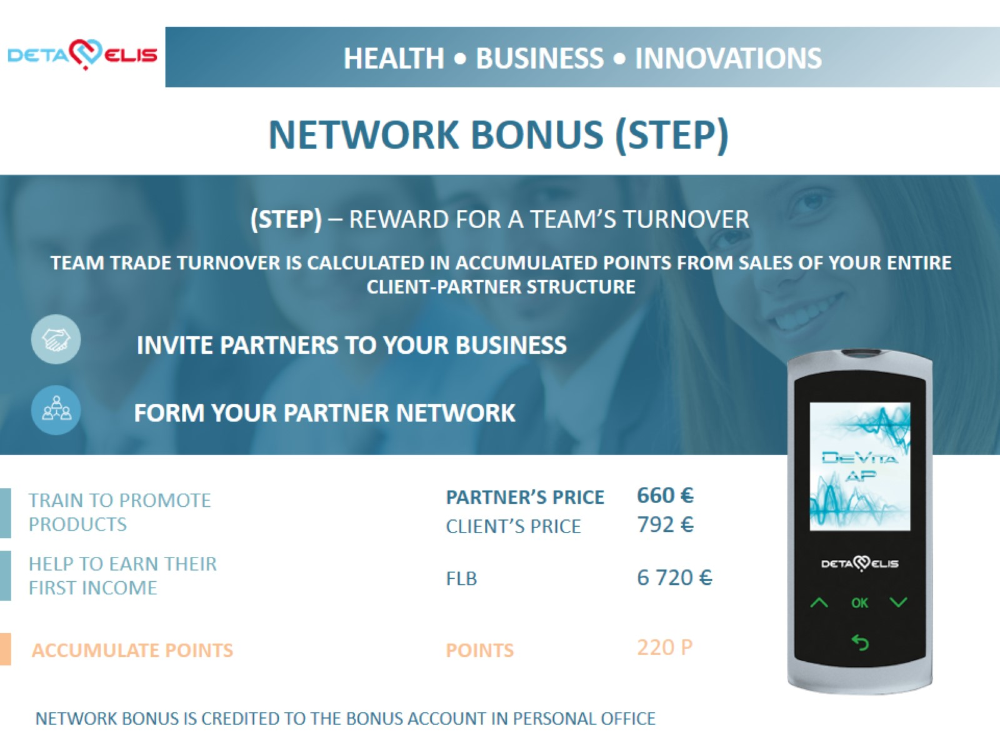 DETA ELIS
HEALTH • BUSINESS • INNOVATIONS
NETWORK BONUS (STEP)
(STEP) – REWARD FOR A TEAM'S TURNOVER
TEAM TRADE TURNOVER IS CALCULATED IN ACCUMULATED POINTS FROM SALES OF YOUR ENTIRE
CLIENT-PARTNER STRUCTURE
INVITE PARTNERS TO YOUR BUSINESS
FORM YOUR PARTNER NETWORK
TRAIN TO PROMOTE
PRODUCTS
HELP TO EARN THEIR
FIRST INCOME
ACCUMULATE POINTS
PARTNER'S PRICE 660 €
CLIENT'S PRICE 792 €
FLB 6 720 €
POINTS 220 P
DEVITA
AP
DETA ELIS
OK
NETWORK BONUS IS CREDITED TO THE BONUS ACCOUNT IN PERSONAL OFFICE